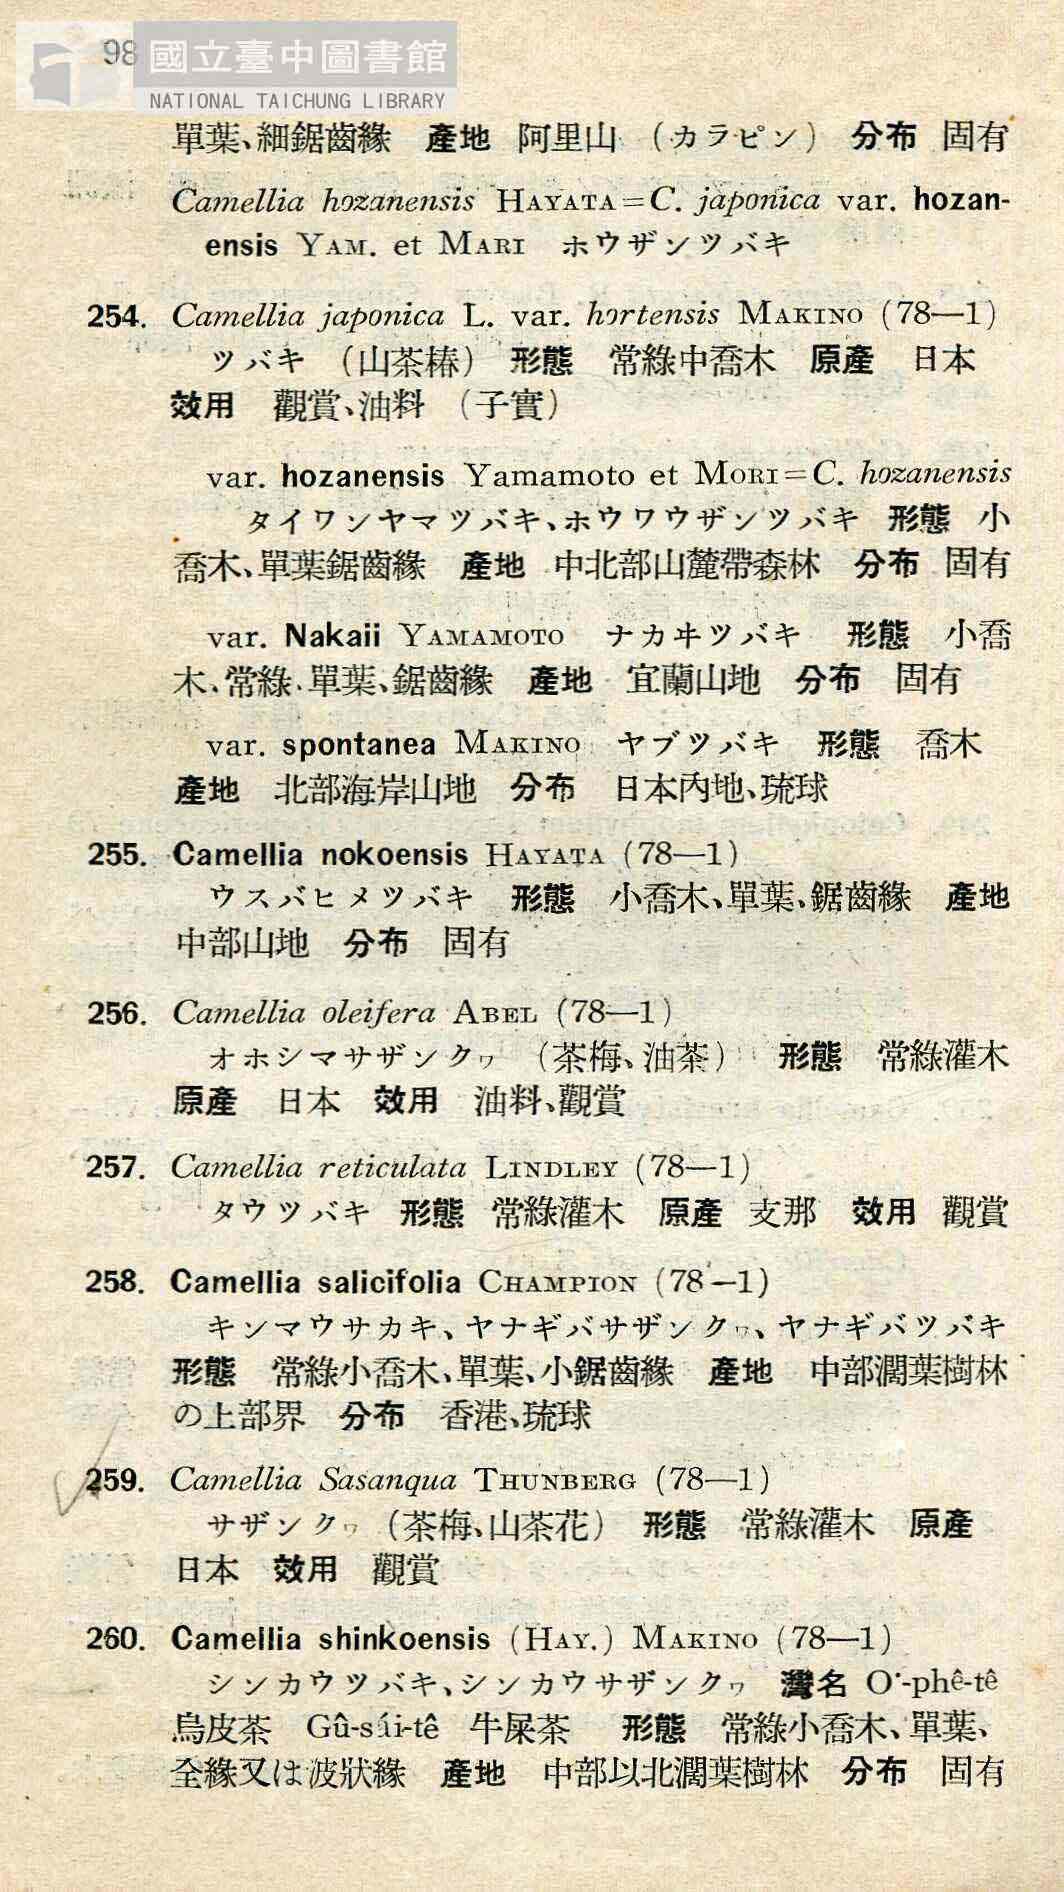 98
國立臺中圖書館
NATIONAL TAICHUNG LIBRARY
單葉、細鋸齒緣 產地 阿里山 (カラピン) 分布 固有
Camellia hozanensis HAYATA=C. japonica var. hozan-
ensis YAM. et MARI ホウザンツバキ
254. Camellia japonica L. var. hortensis MAKINO (78—1)
ツバキ (山茶椿) 形態 常綠中喬木 原產 日本
效用 觀賞、油料 (子實)
var. hozanensis Yamamoto et MORI=C. hozanensis
タイワンヤマツバキ、ホウワウザンツバキ 形態 小
喬木、單葉鋸齒緣 產地 中北部山麓帶森林 分布 固有
var. Nakaii YAMAMOTO ナカヰツバキ 形態 小喬
木、常綠、單葉、鋸齒緣 產地 宜蘭山地 分布 固有
var. spontanea MAKINO ヤブツバキ 形態 喬木
產地 北部海岸山地 分布 日本內地、琉球
255. Camellia nokoensis HAYATA (78—1)
ウスバヒメツバキ 形態 小喬木、單葉、鋸齒緣 產地
中部山地 分布 固有
256. Camellia oleifera ABEL (78—1)
オホシマサザンクヮ (茶梅、油茶) 形態 常綠灌木
原產 日本 效用 油料、觀賞
257. Camellia reticulata LINDLEY (78—1)
タウツバキ 形態 常綠灌木 原產 支那 效用 觀賞
258. Camellia salicifolia CHAMPION (78—1)
キンマウサカキ、ヤナギバサザンクヮ、ヤナギバツバキ
形態 常綠小喬木、單葉、小鋸齒緣 產地 中部濶葉樹林
の上部界 分布 香港、琉球
259. Camellia Sasanqua THUNBERG (78—1)
サザンクヮ (茶梅、山茶花) 形態 常綠灌木 原產
日本 效用 觀賞
260. Camellia shinkoensis (HAY.) MAKINO (78—1)
シンカウツバキ、シンカウサザンクヮ 灣名 O·-phê-tê
烏皮茶 Gû-sái-tê 牛屎茶 形態 常綠小喬木、單葉、
全緣又は波狀緣 產地 中部以北濶葉樹林 分布 固有